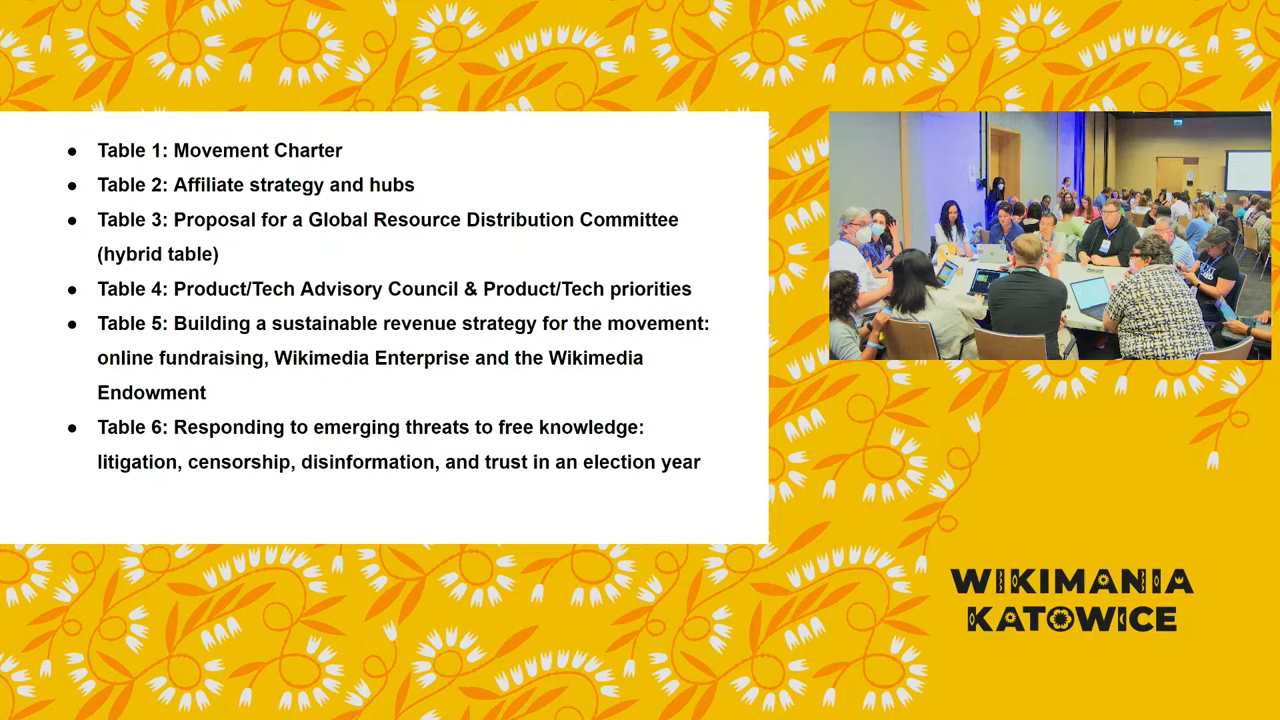 ● Table 1: Movement Charter
● Table 2: Affiliate strategy and hubs
● Table 3: Proposal for a Global Resource Distribution Committee
(hybrid table)
● Table 4: Product/Tech Advisory Council & Product/Tech priorities
● Table 5: Building a sustainable revenue strategy for the movement:
online fundraising, Wikimedia Enterprise and the Wikimedia
Endowment
● Table 6: Responding to emerging threats to free knowledge:
litigation, censorship, disinformation, and trust in an election year
WIKIMANIA
KATOWICE